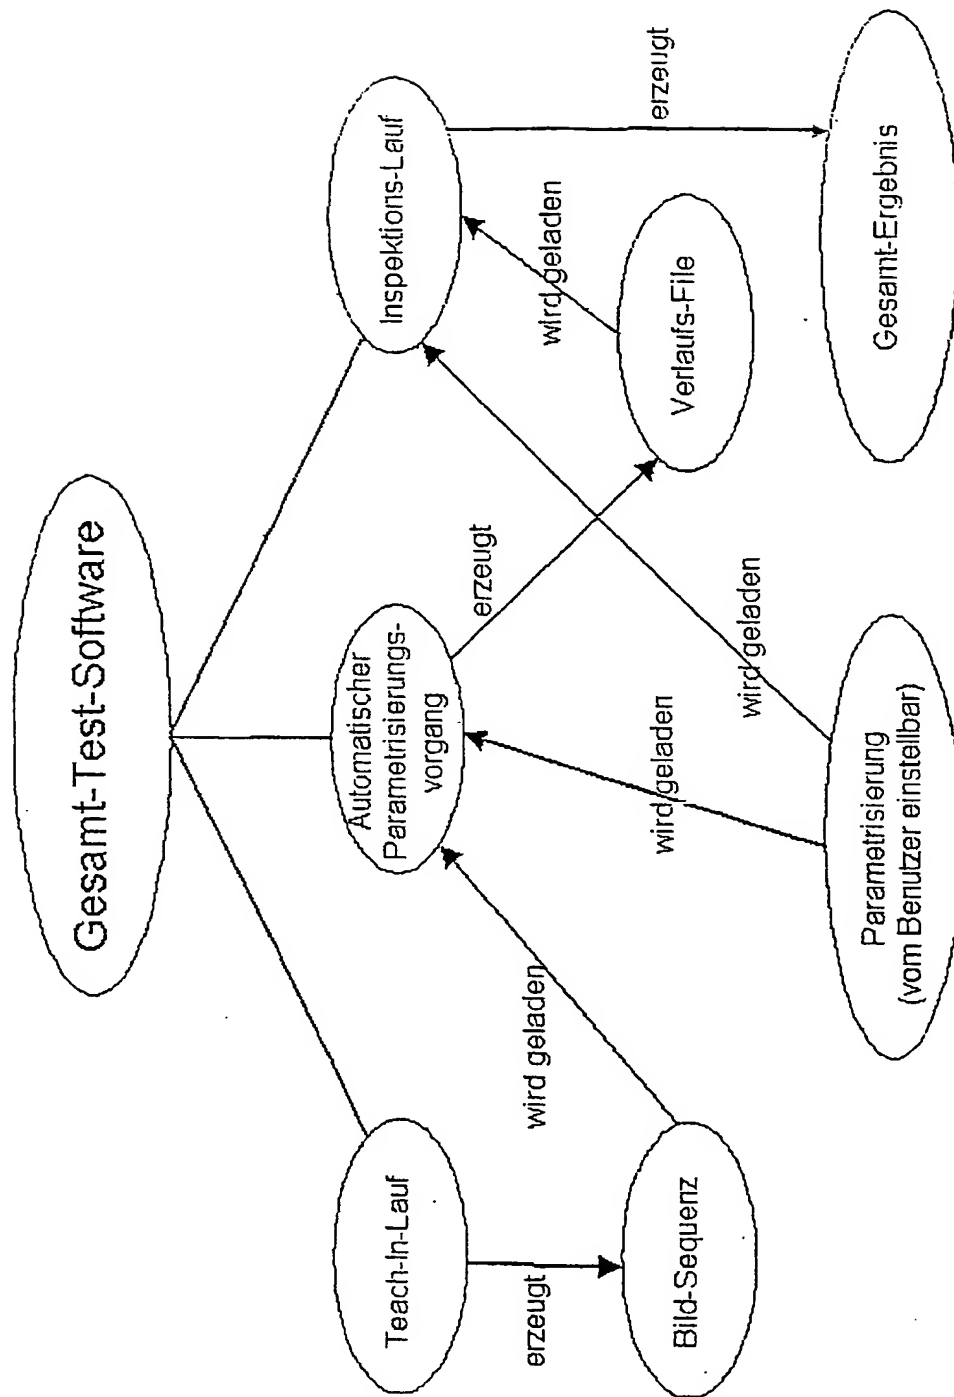 Gesamt-Test-Software
Teach-In-Lauf
Automatischer
Parametrisierungs-
vorgang
Inspektions-Lauf
erzeugt
wird geladen
erzeugt
wird geladen
erzeugt
Bild-Sequenz
wird geladen
wird geladen
Verlaufs-File
Parametrisierung
(vom Benutzer einstellbar)
Gesamt-Ergebnis